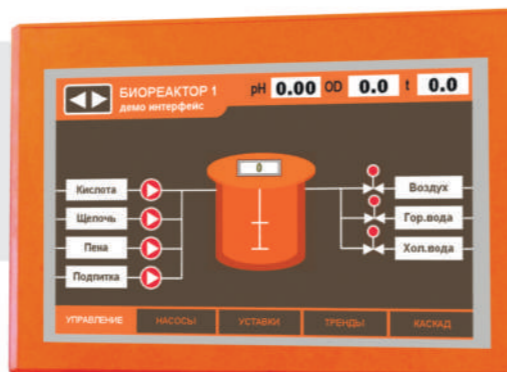 БИОРЕАКТОР 1
демо интерфейс
pH 0.00 OD 0.0 t 0.0
0
Кислота
Щелочь
Пена
Подпитка
Воздух
Гор.вода
Хол.вода
УПРАВЛЕНИЕ НАСОСЫ УСТАВКИ ТРЕНДЫ КАСКАД